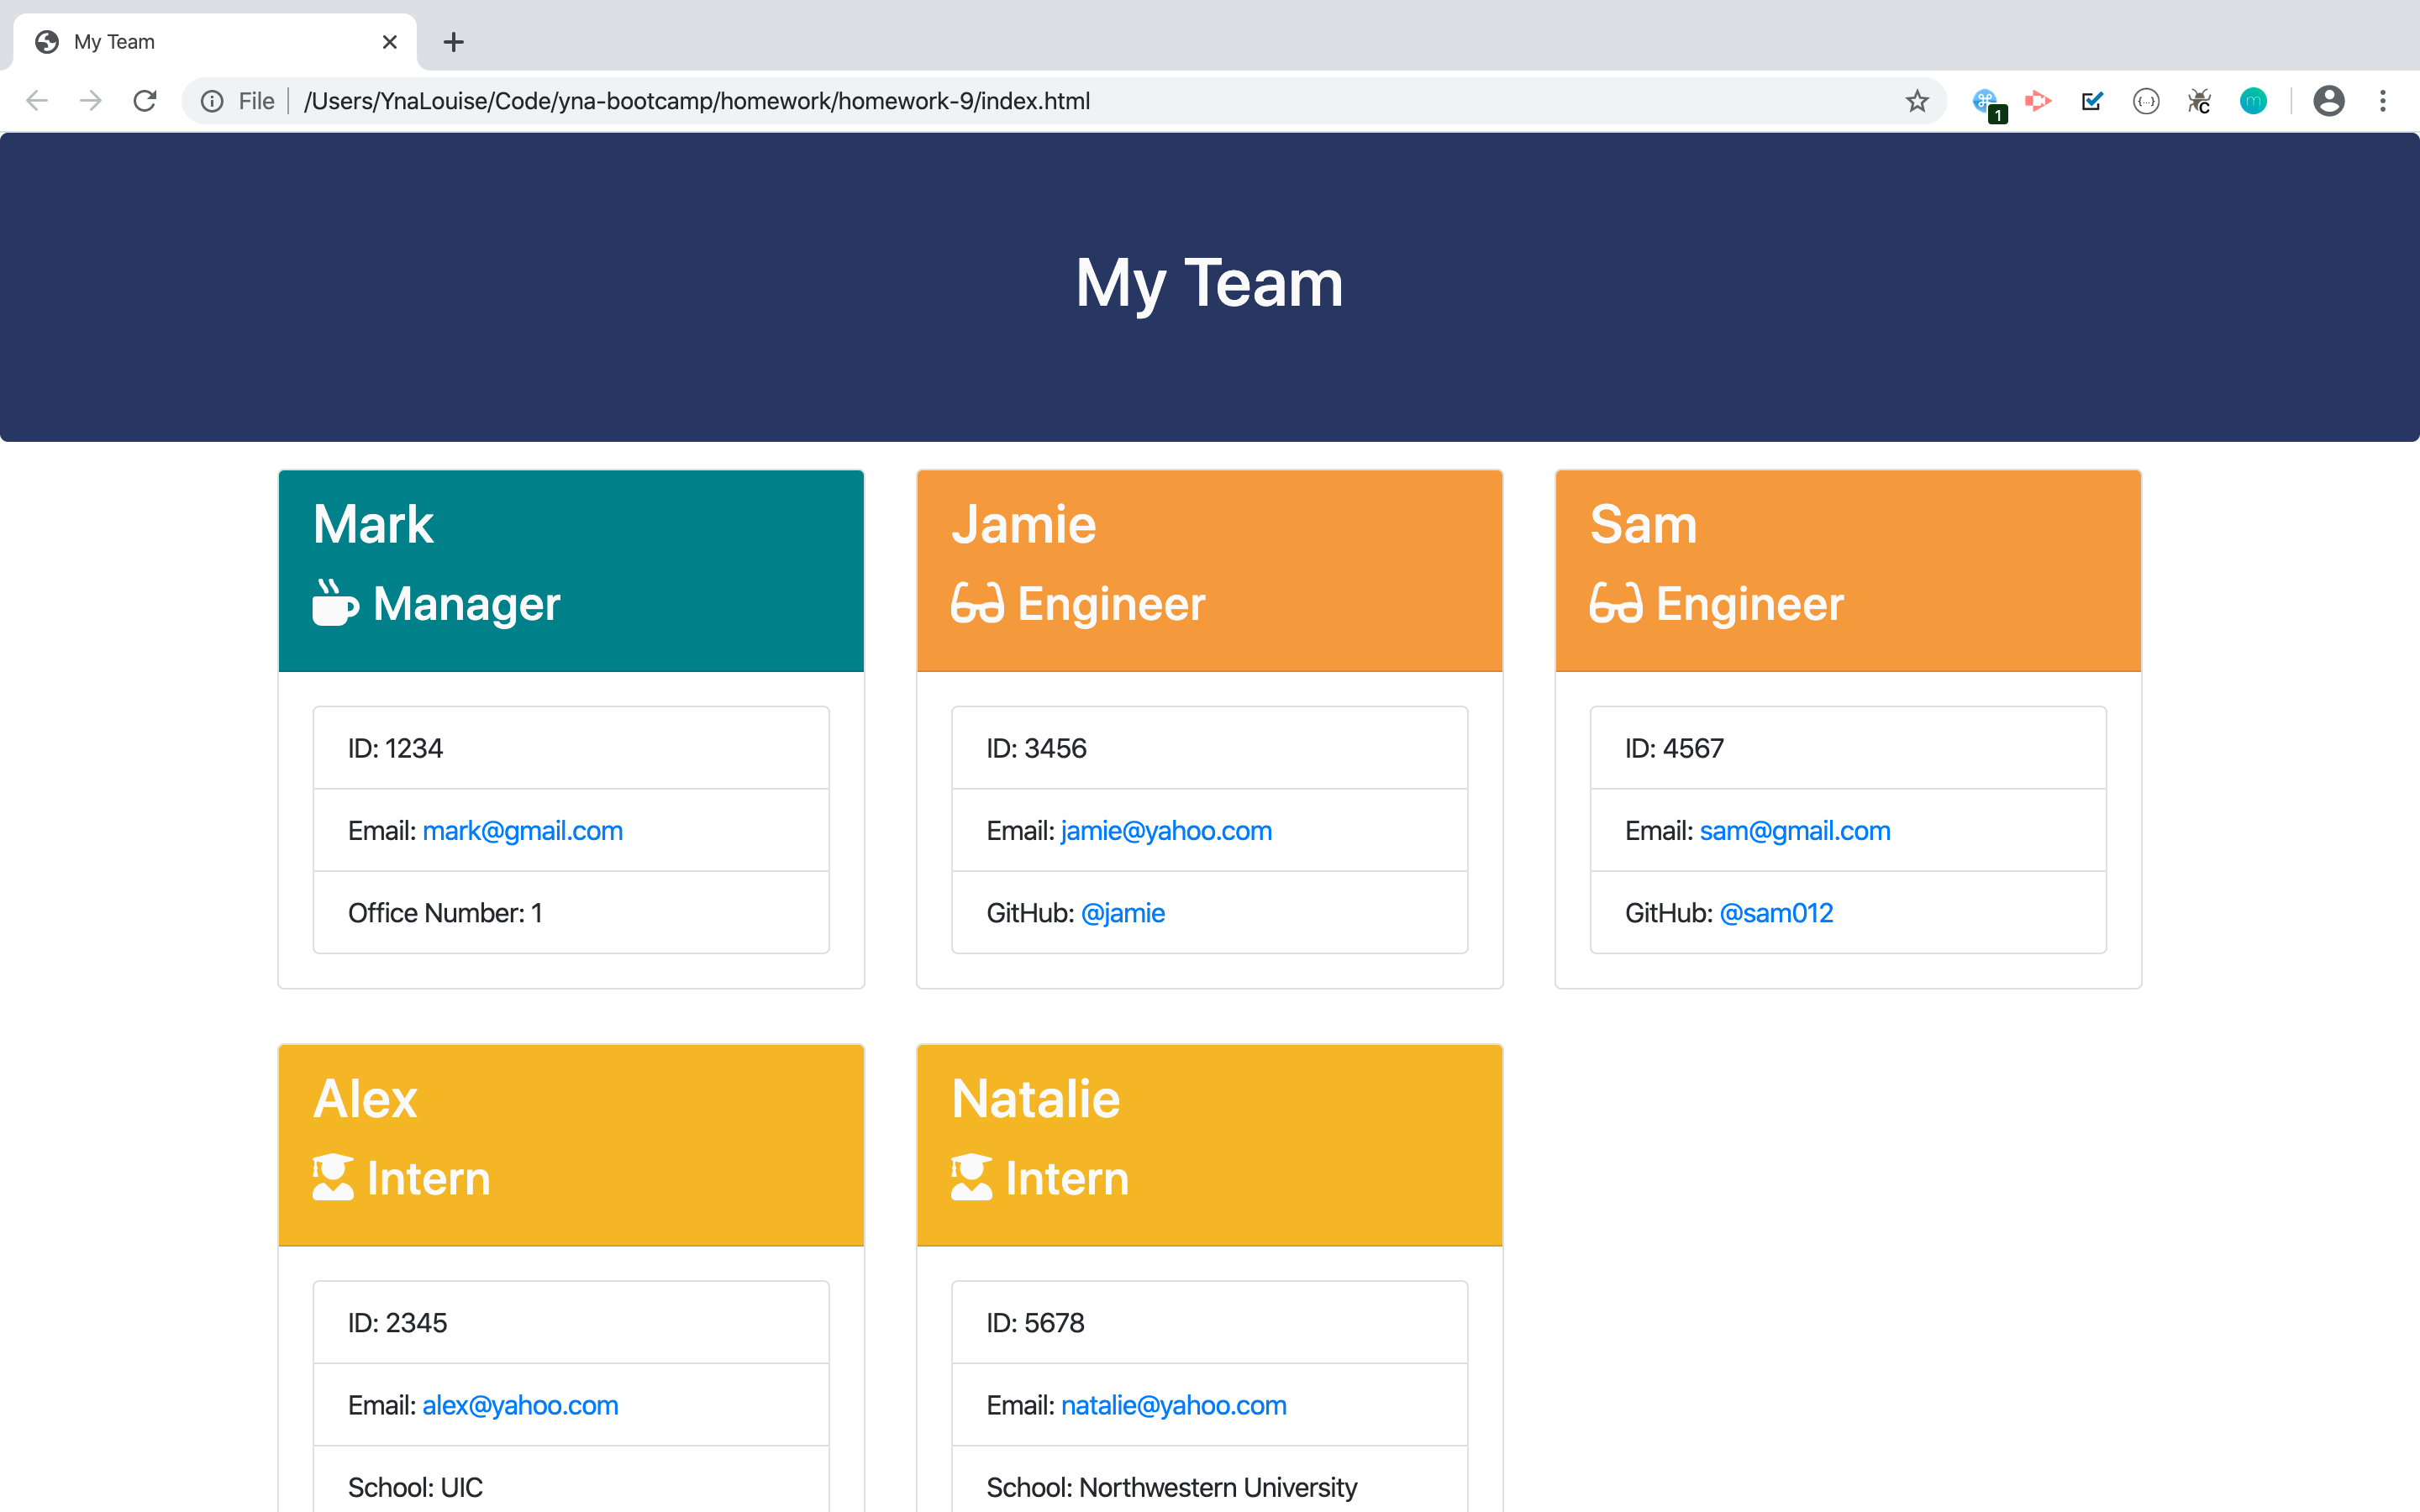 My Team
File /Users/YnaLouise/Code/yna-bootcamp/homework/homework-9/index.html
1
{...}
C
m
My Team
Mark
Manager
ID: 1234
Email: mark@gmail.com
Office Number: 1
Jamie
Engineer
ID: 3456
Email: jamie@yahoo.com
GitHub: @jamie
Sam
Engineer
ID: 4567
Email: sam@gmail.com
GitHub: @sam012
Alex
Intern
ID: 2345
Email: alex@yahoo.com
School: UIC
Natalie
Intern
ID: 5678
Email: natalie@yahoo.com
School: Northwestern University